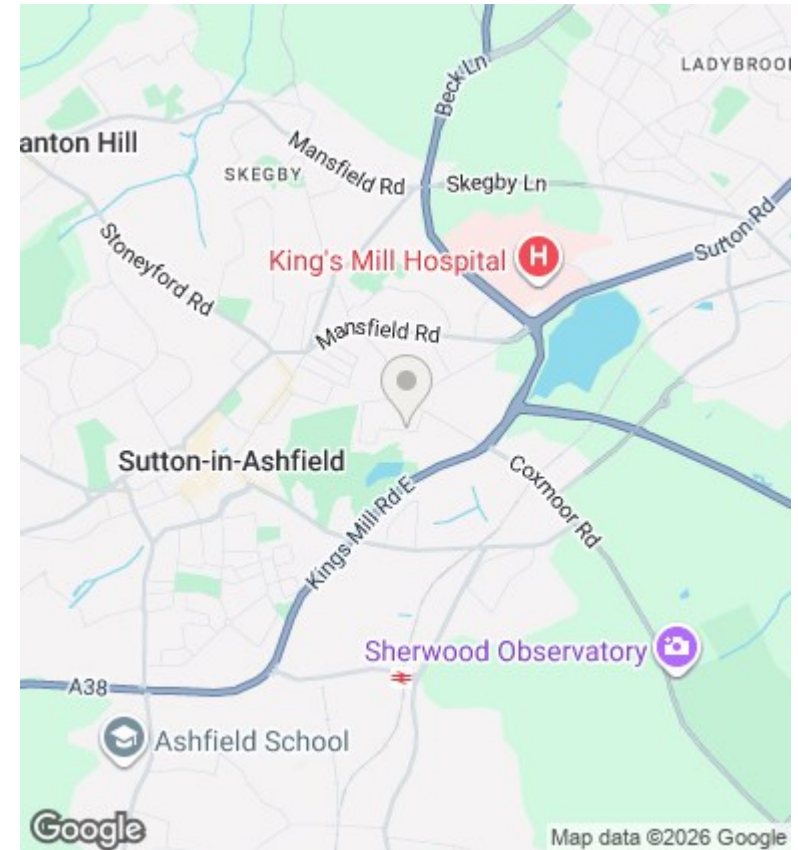 Beck Ln
LADYBROOK
anton Hill
Mansfield Rd
SKEGBY
Skegby Ln
Sutton Rd
Stoneyford Rd
King's Mill Hospital
H
Mansfield Rd
Sutton-in-Ashfield
Coxmoor Rd
Kings Mill Rd E
Sherwood Observatory
A38
Ashfield School
Google
Map data ©2026 Google